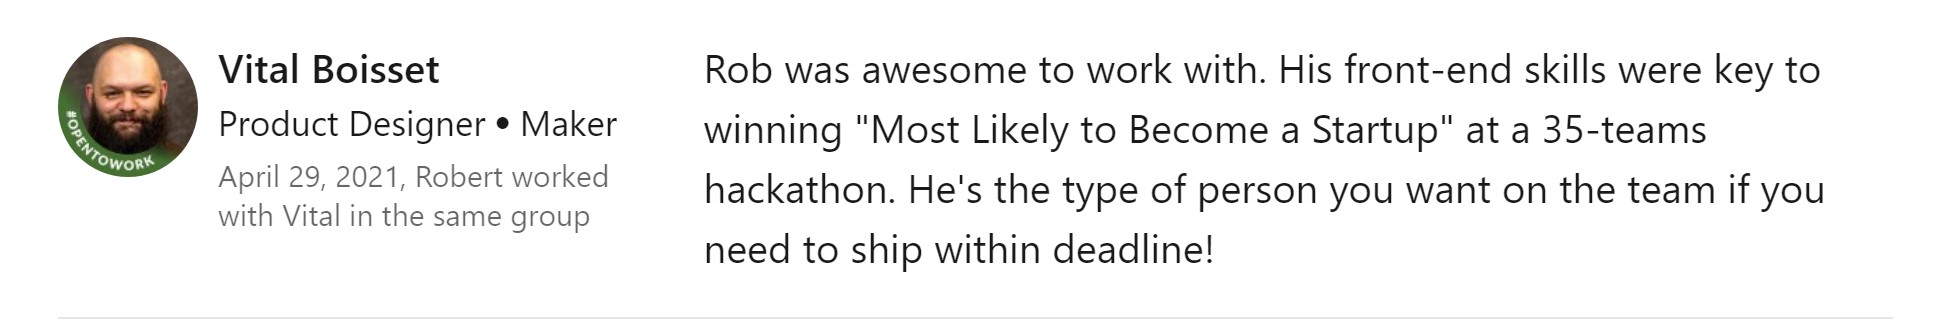 Vital Boisset
Product Designer • Maker
April 29, 2021, Robert worked
with Vital in the same group
#OPENTOWORK
Rob was awesome to work with. His front-end skills were key to
winning "Most Likely to Become a Startup" at a 35-teams
hackathon. He's the type of person you want on the team if you
need to ship within deadline!